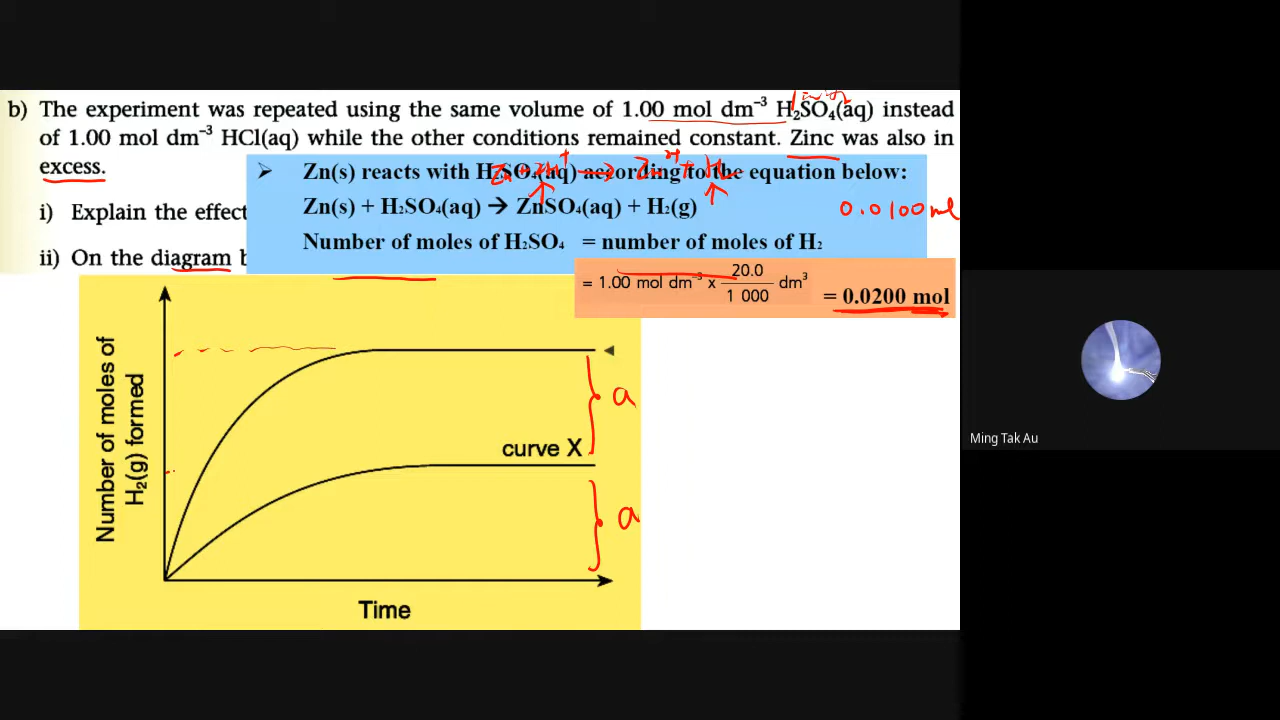 b) The experiment was repeated using the same volume of 1.00 mol dm⁻³ H₂SO₄(aq) instead
of 1.00 mol dm⁻³ HCl(aq) while the other conditions remained constant. Zinc was also in
excess.
➢ Zn(s) reacts with H₂SO₄(aq) according to the equation below:
Zn(s) + H₂SO₄(aq) → ZnSO₄(aq) + H₂(g)
Number of moles of H₂SO₄ = number of moles of H₂
= 1.00 mol dm⁻³ x 20.0/1 000 dm³ = 0.0200 mol
0.0100 mol
i) Explain the effect
ii) On the diagram b
Number of moles of
H₂(g) formed
a
curve X
a
Time
Ming Tak Au